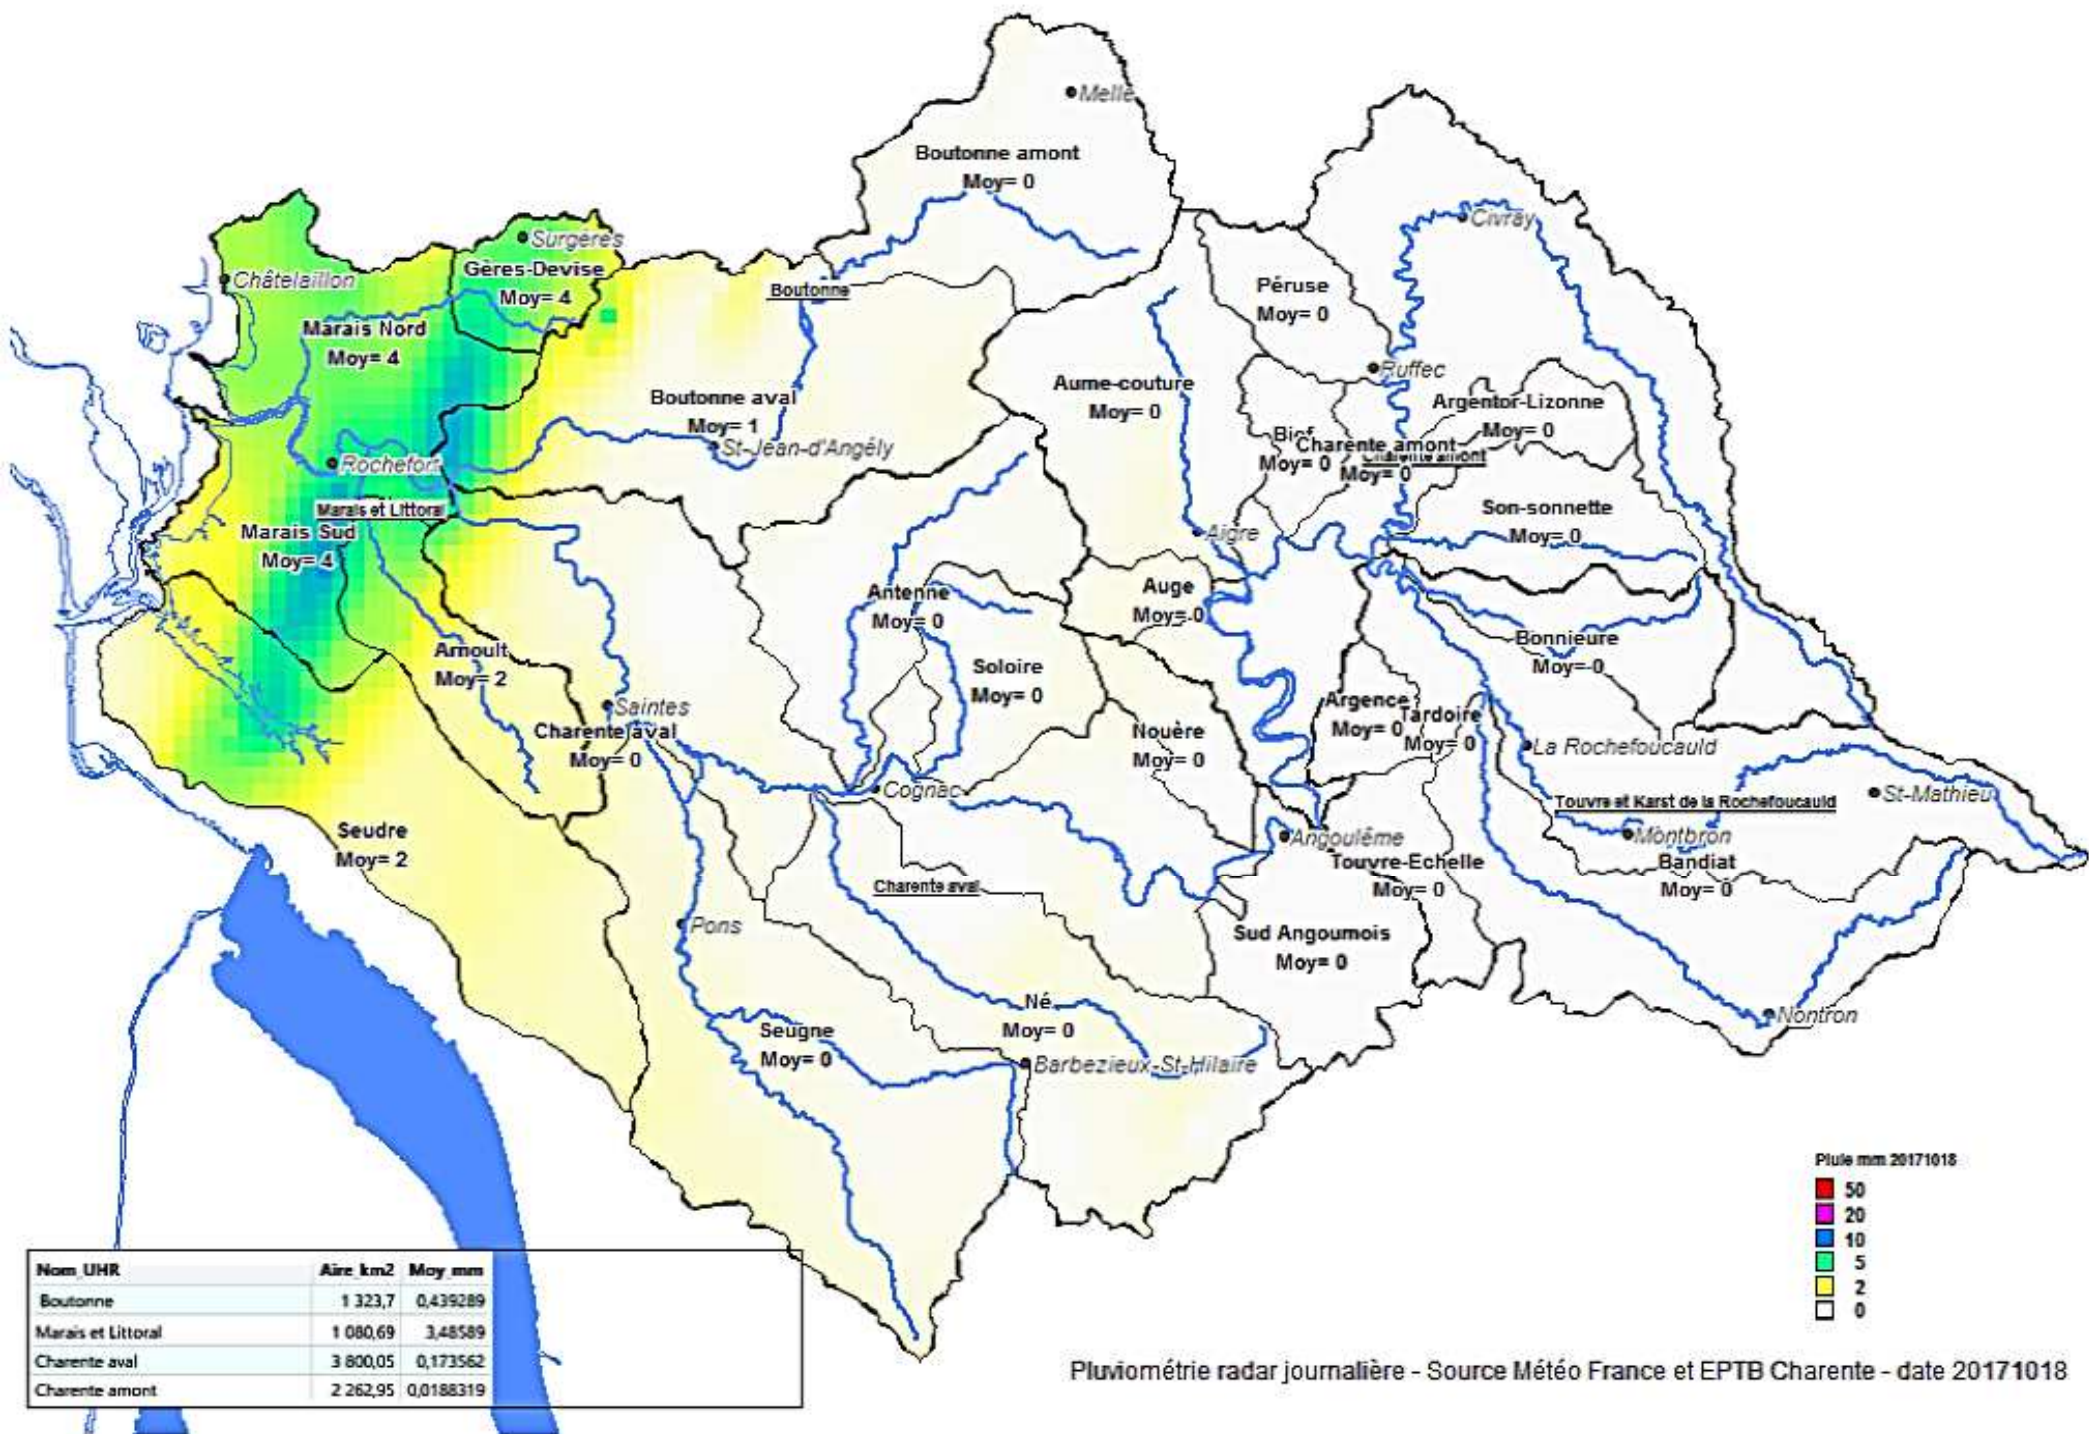 Melle
Boutonne amont
Moy= 0
Civray
Surgères
Gères-Devise
Moy= 4
Châtelaillon
Boutonne
Péruse
Moy= 0
Marais Nord
Moy= 4
Ruffec
Aume-couture
Moy= 0
Boutonne aval
Moy= 1
Argentor-Lizonne
Moy= 0
St-Jean-d'Angély
Bief
Moy= 0
Charente amont
Charente amont
Moy= 0
Rochefort
Marais et Littoral
Son-sonnette
Moy= 0
Marais Sud
Moy= 4
Aigre
Antenne
Moy= 0
Auge
Moy= 0
Bonnieure
Moy= 0
Arnoult
Moy= 2
Soloire
Moy= 0
Argence
Moy= 0
Tardoire
Moy= 0
Saintes
Charente aval
Moy= 0
Nouère
Moy= 0
La Rochefoucauld
Cognac
Touvre et Karst de la Rochefoucauld
St-Mathieu
Seudre
Moy= 2
Angoulême
Montbron
Touvre-Echelle
Moy= 0
Bandiat
Moy= 0
Charente aval
Pons
Sud Angoumois
Moy= 0
Né
Moy= 0
Nontron
Seugne
Moy= 0
Barbezieux-St-Hilaire
Pluie mm 20171018
50
20
10
5
2
0
Nom_UHR Aire_km2 Moy_mm
Boutonne 1 323,7 0,439289
Marais et Littoral 1 080,69 3,48589
Charente aval 3 800,05 0,173562
Charente amont 2 262,95 0,0188319
Pluviométrie radar journalière - Source Météo France et EPTB Charente - date 20171018